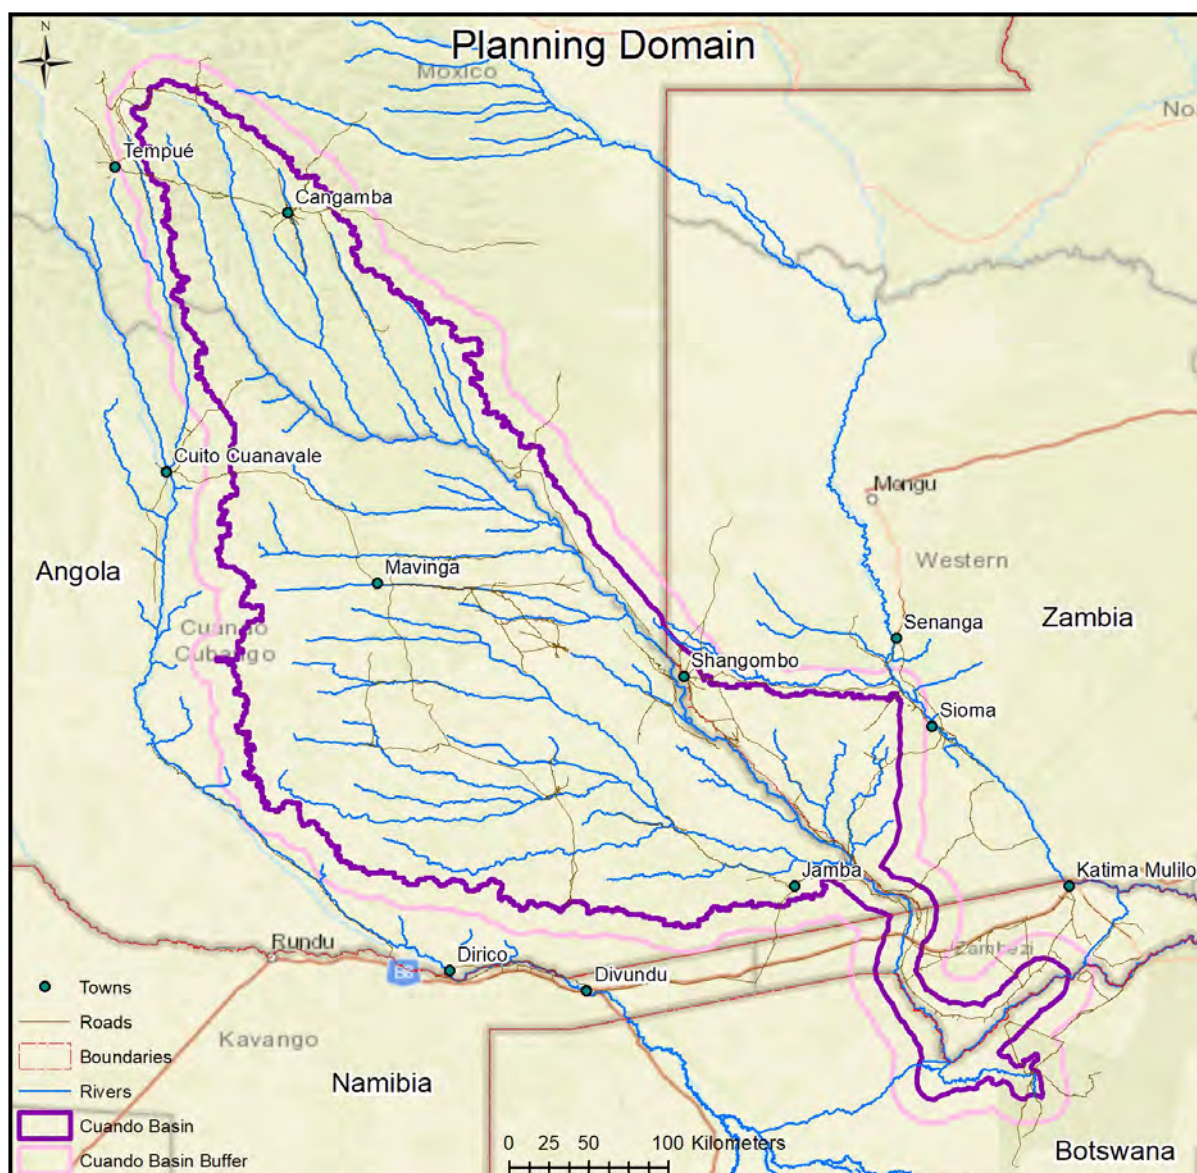 Planning Domain
N
Moxico
No
Tempué
Cangamba
Cuito Cuanavale
Mongu
Angola
Mavinga
Western
Zambia
Cuando
Cubango
Senanga
Shangombo
Sioma
Jamba
Katima Mulilo
Rundu
Zambezi
Dirico
B8
Divundu
Towns
Roads
Kavango
Boundaries
Namibia
Rivers
Cuando Basin
0 25 50 100 Kilometers
Botswana
Cuando Basin Buffer